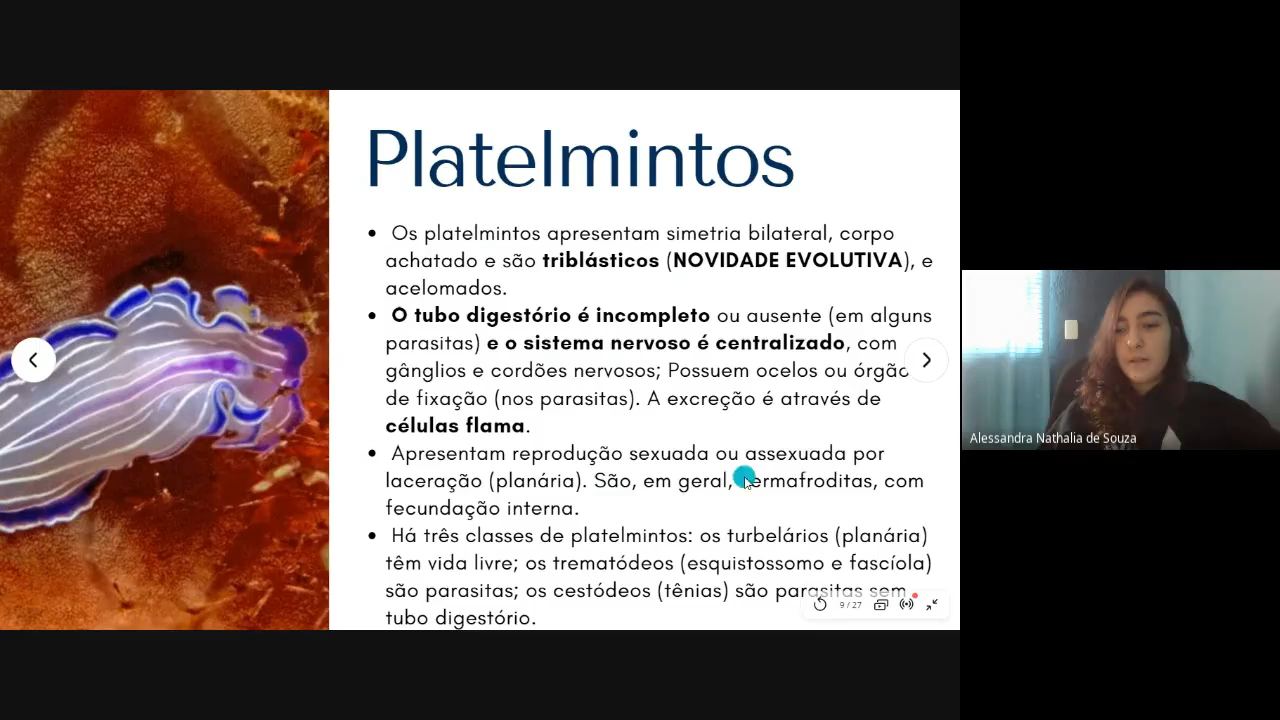 Platelmintos
• Os platelmintos apresentam simetria bilateral, corpo
achatado e são triblásticos (NOVIDADE EVOLUTIVA), e
acelomados.
• O tubo digestório é incompleto ou ausente (em alguns
parasitas) e o sistema nervoso é centralizado, com
gânglios e cordões nervosos; Possuem ocelos ou órgão
de fixação (nos parasitas). A excreção é através de
células flama.
• Apresentam reprodução sexuada ou assexuada por
laceração (planária). São, em geral, ermafroditas, com
fecundação interna.
• Há três classes de platelmintos: os turbelários (planária)
têm vida livre; os trematódeos (esquistossomo e fascíola)
são parasitas; os cestódeos (tênias) são parasitas sem
tubo digestório.
9 / 27
Alessandra Nathalia de Souza